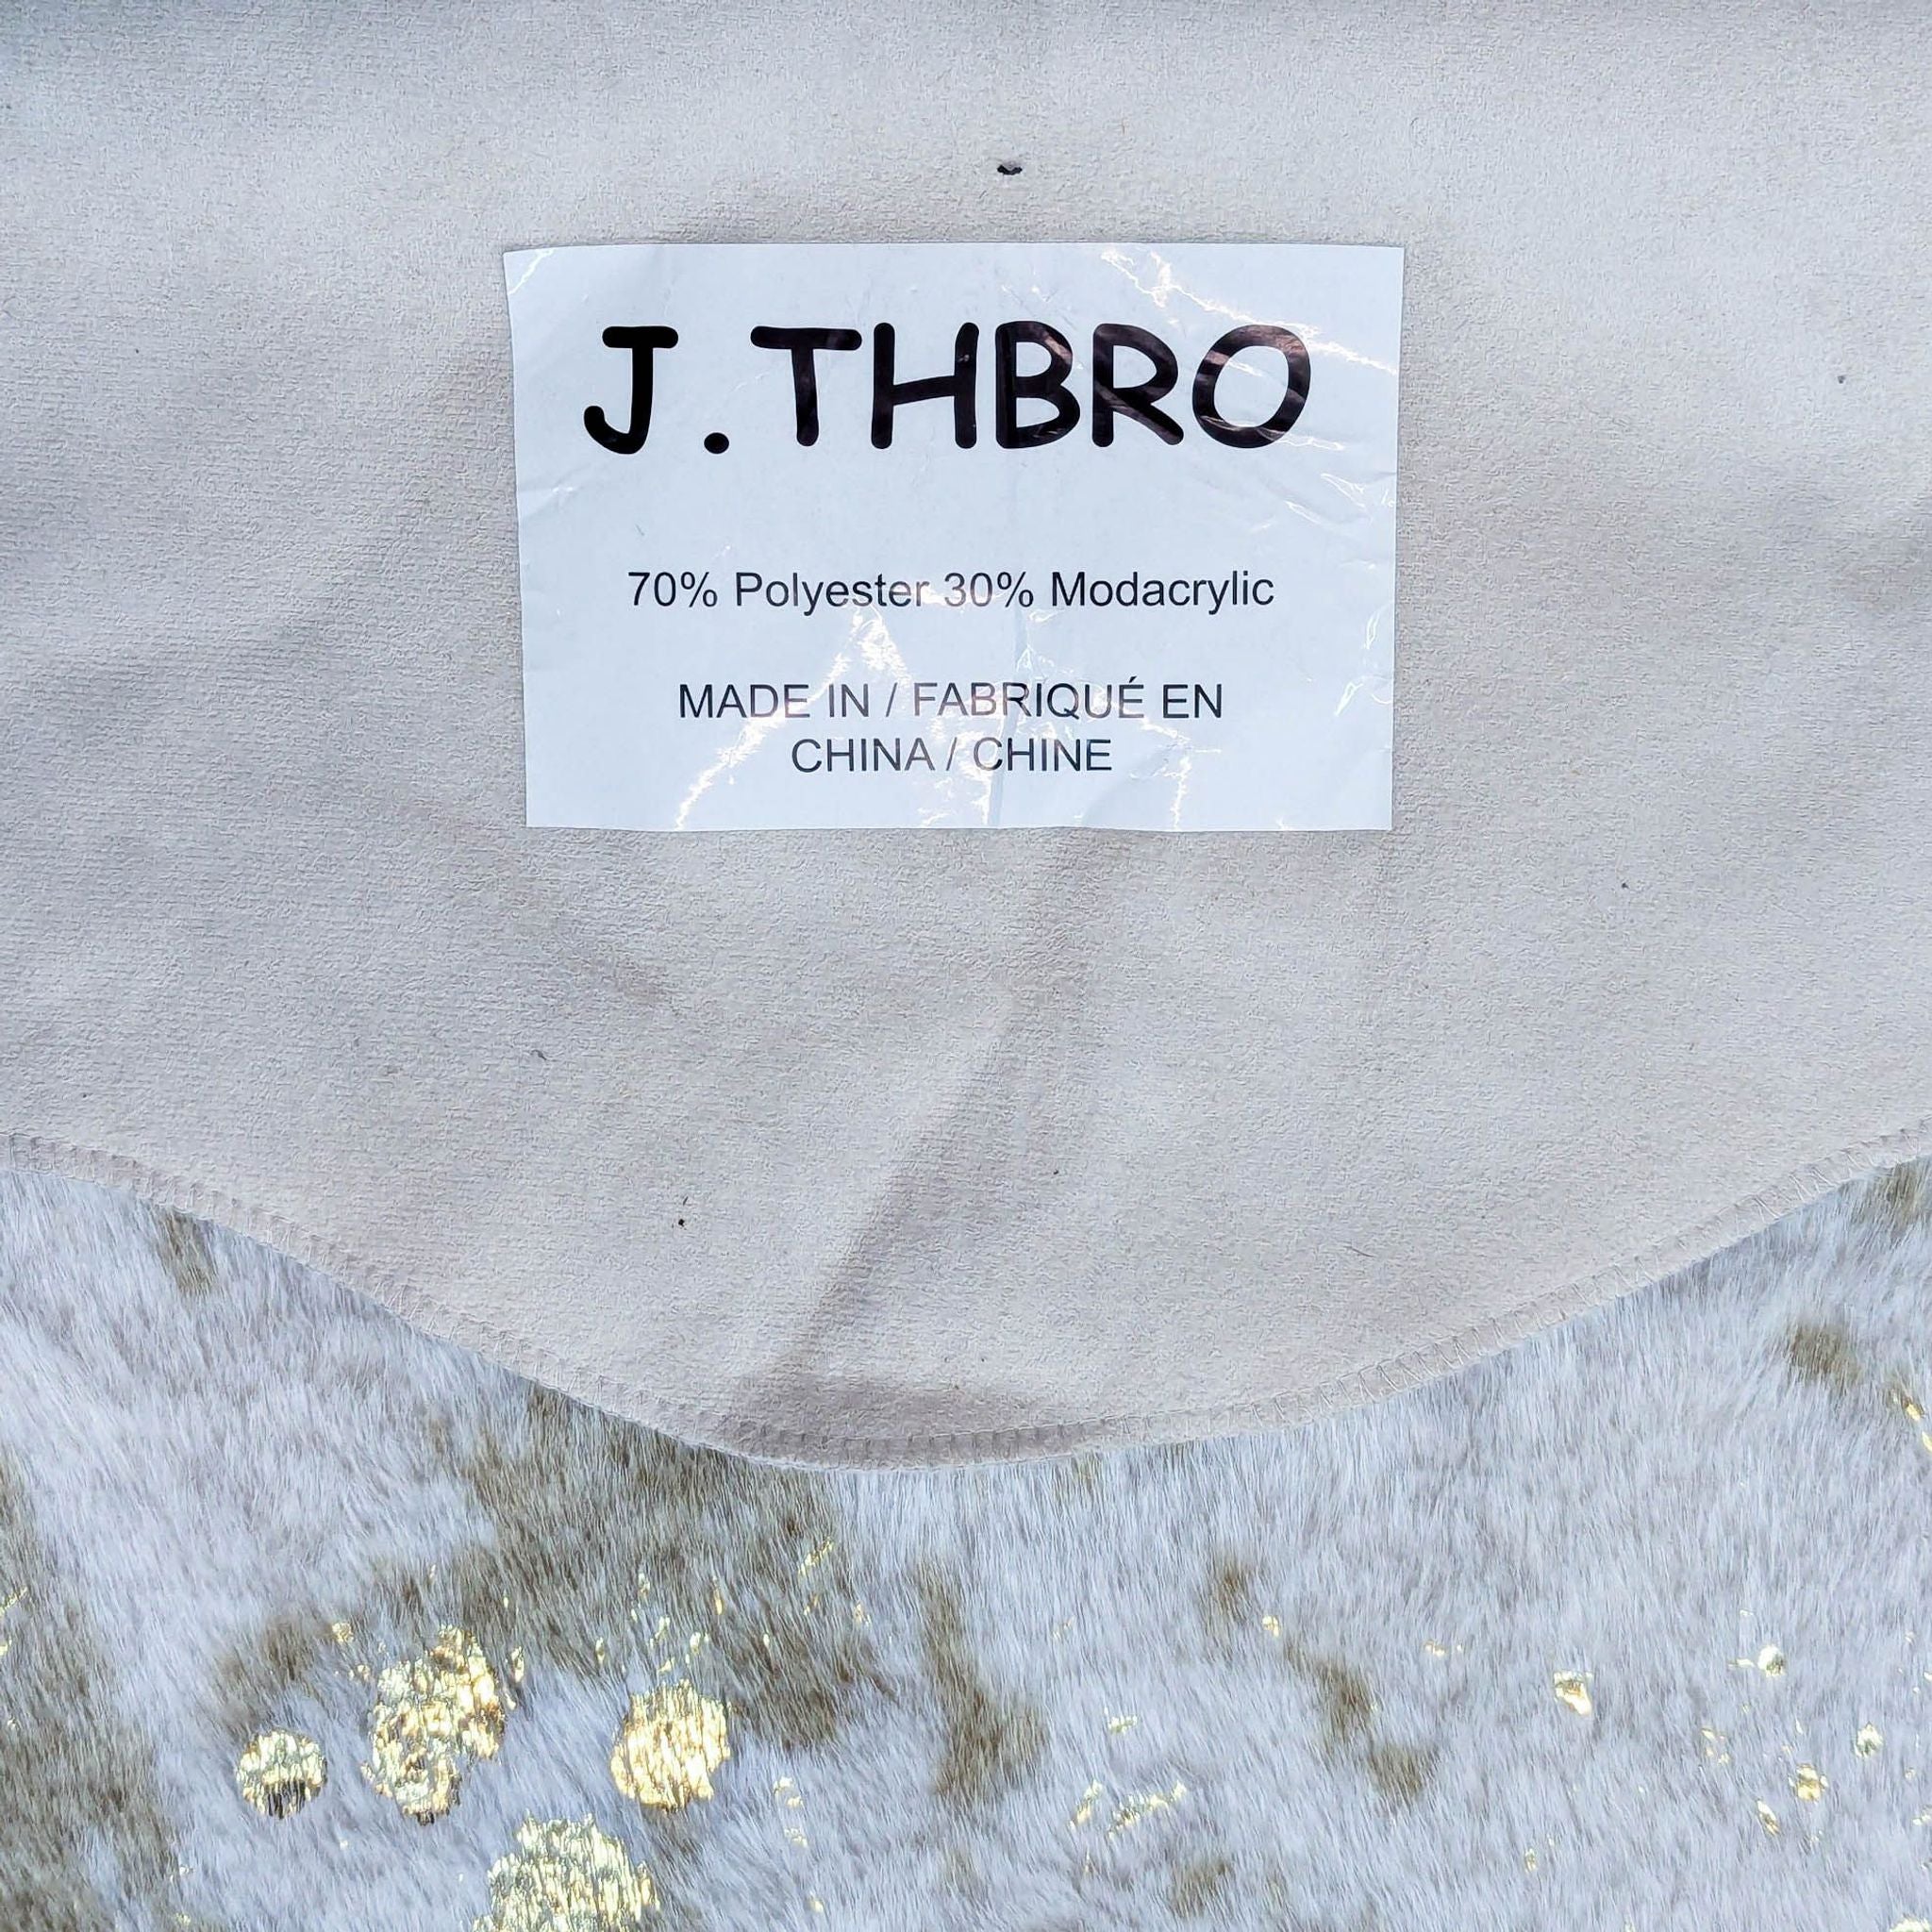 J.THBRO
70% Polyester 30% Modacrylic
MADE IN / FABRIQUÉ EN
CHINA / CHINE